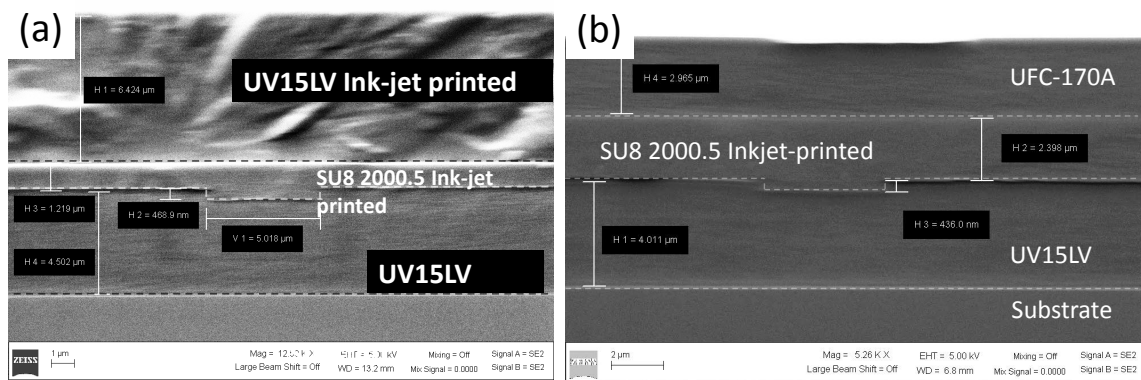 (a)
H 1 = 6.424 µm
UV15LV Ink-jet printed
SU8 2000.5 Ink-jet
printed
H 3 = 1.219 µm
H 2 = 468.9 nm
V 1 = 5.018 µm
H 4 = 4.502 µm
UV15LV
ZEISS
1 µm
Mag =
Large Beam Shift = Off
kV
WD = 13.2 mm
Mixing = Off
Mix Signal = 0.0000
Signal A = SE2
Signal B = SE2
(b)
H 4 = 2.965 µm
UFC-170A
SU8 2000.5 Inkjet-printed
H 2 = 2.398 µm
H 3 = 436.0 nm
H 1 = 4.011 µm
UV15LV
Substrate
ZEISS
2 µm
Mag = 5.26 K X
Large Beam Shift = Off
EHT = 5.00 kV
WD = 6.8 mm
Mixing = Off
Mix Signal = 0.0000
Signal A = SE2
Signal B = SE2